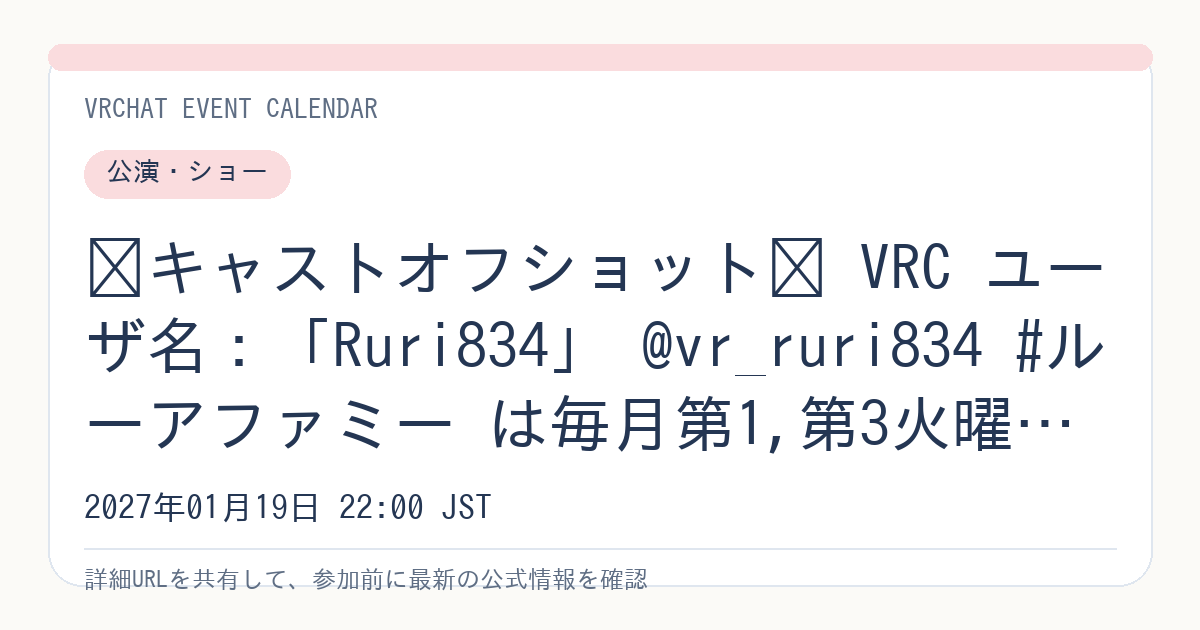 VRCHAT EVENT CALENDAR
公演・ショー
キャストオフショット VRC ユー
ザ名：「Ruri834」 @vr_ruri834 #ル
ーアファミー は毎月第1,第3火曜…
2027年01月19日 22:00 JST
詳細URLを共有して、参加前に最新の公式情報を確認